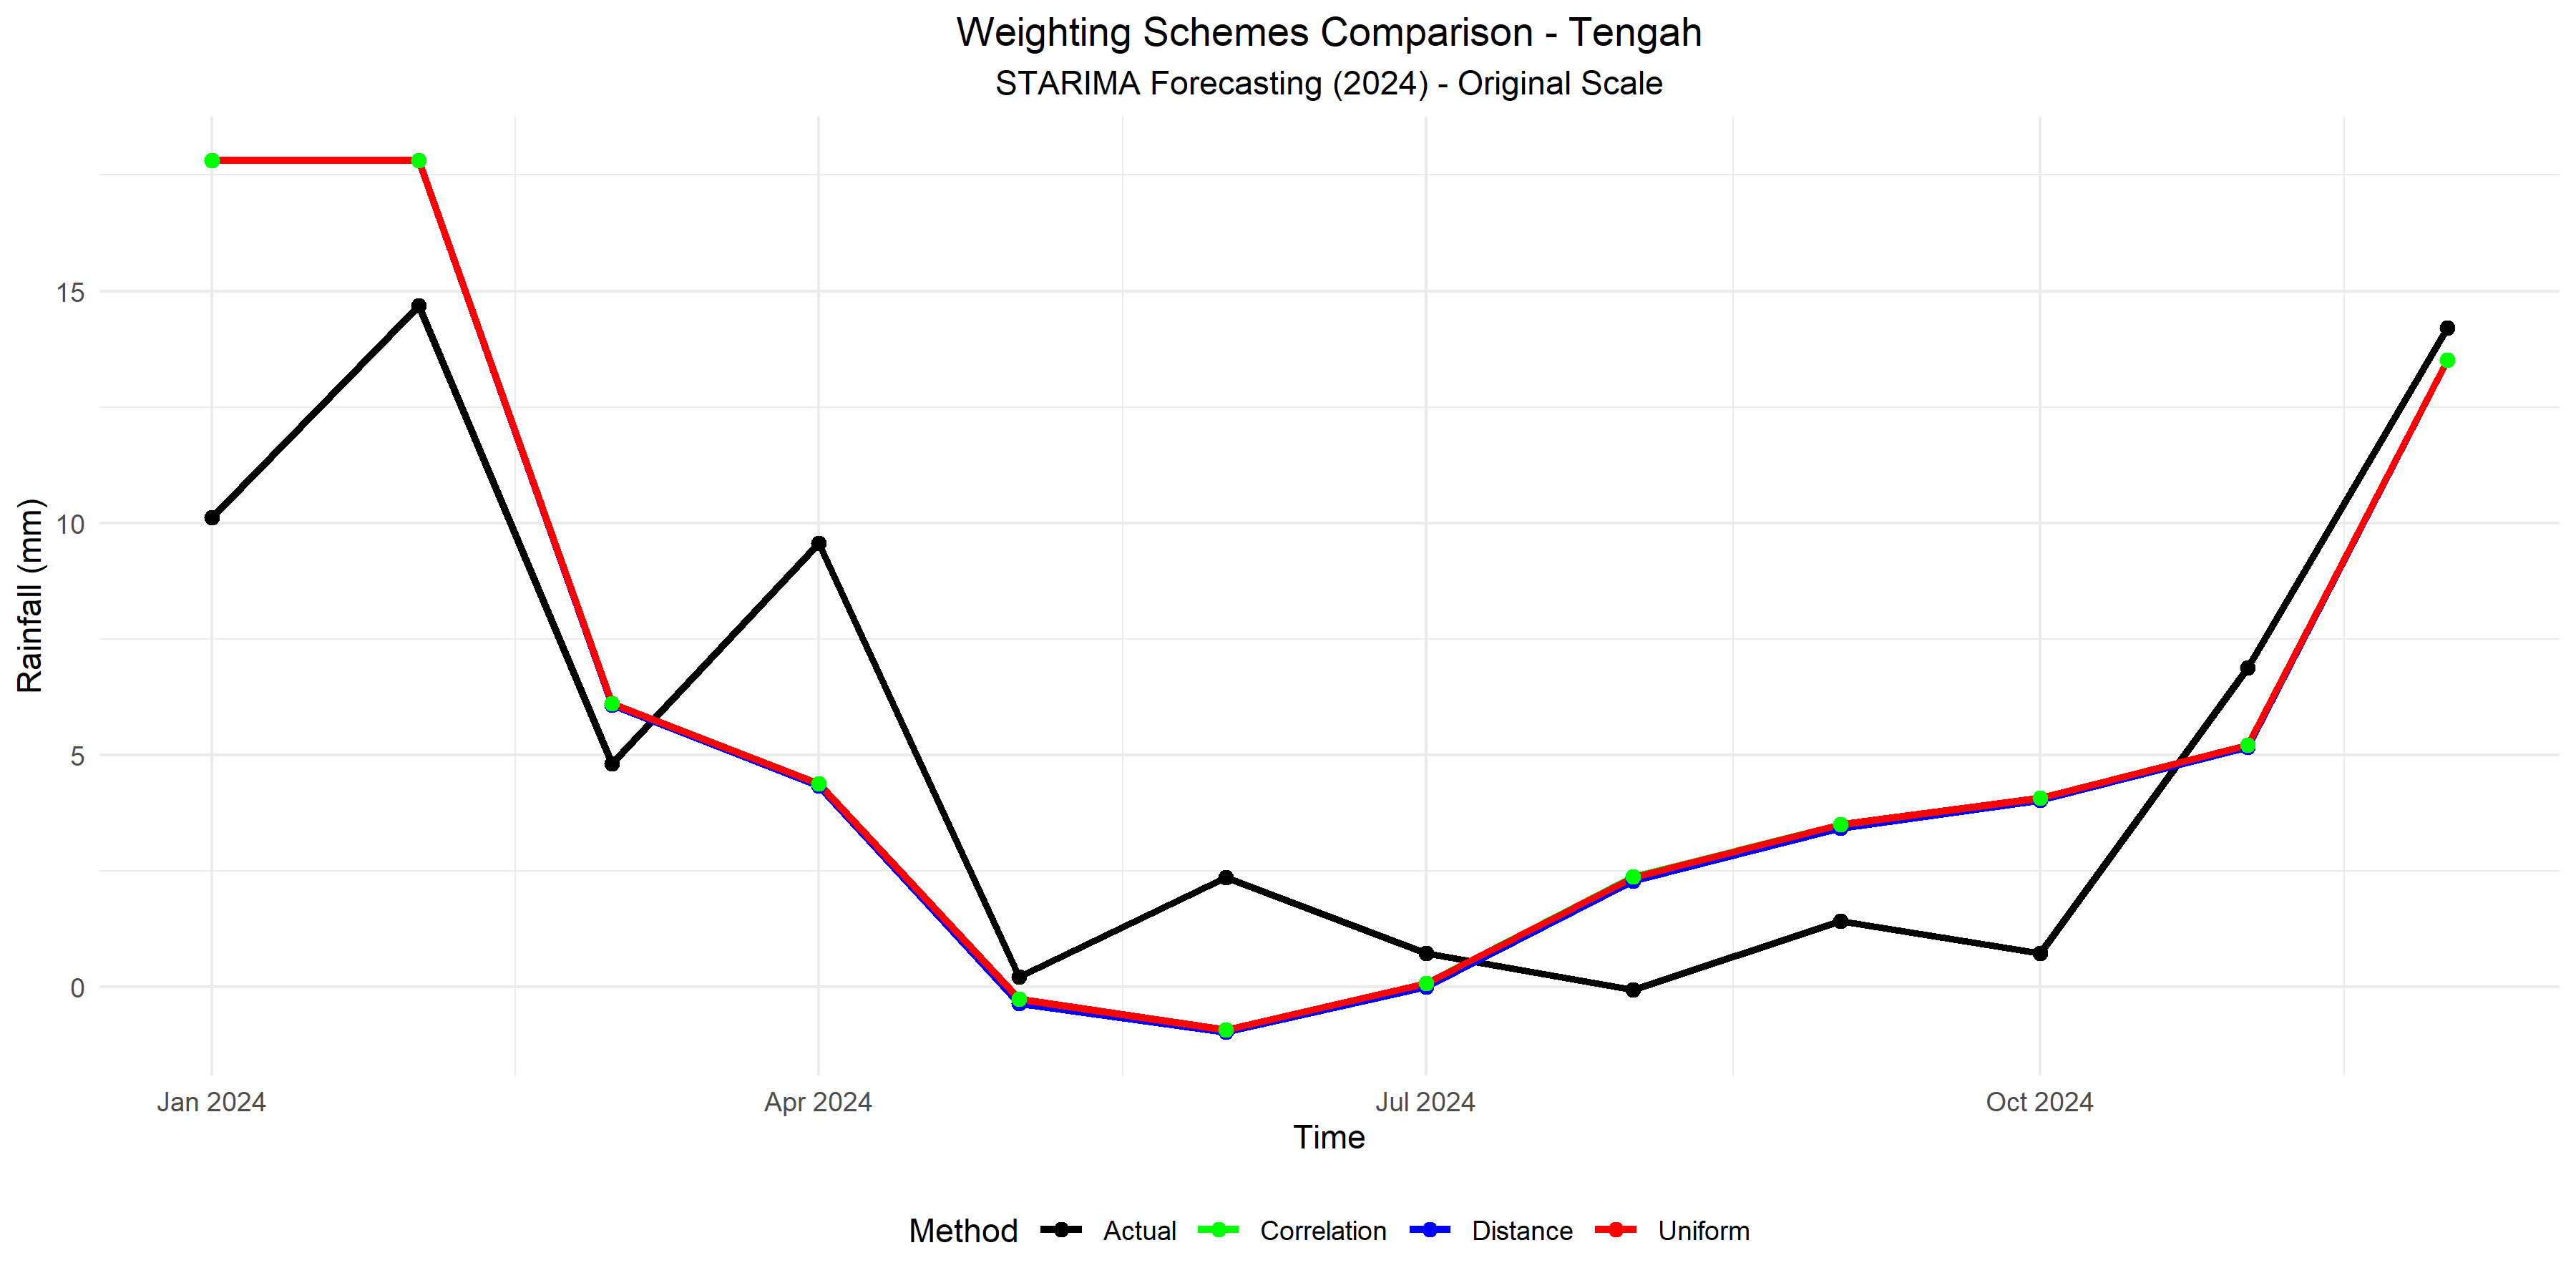 Weighting Schemes Comparison - Tengah
STARIMA Forecasting (2024) - Original Scale
Rainfall (mm)
15
10
5
0
Jan 2024 Apr 2024 Jul 2024 Oct 2024
Time
Method Actual Correlation Distance Uniform